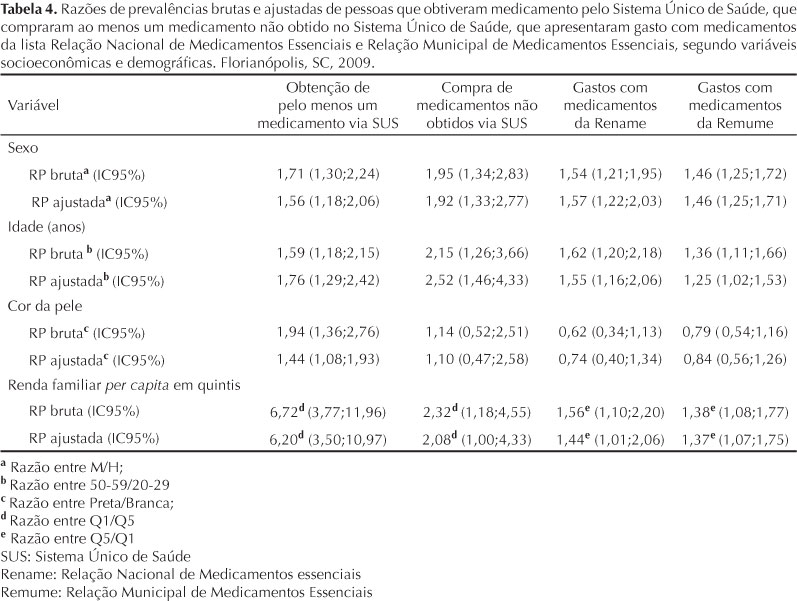 Tabela 4. Razões de prevalências brutas e ajustadas de pessoas que obtiveram medicamento pelo Sistema Único de Saúde, que
compraram ao menos um medicamento não obtido no Sistema Único de Saúde, que apresentaram gasto com medicamentos
da lista Relação Nacional de Medicamentos Essenciais e Relação Municipal de Medicamentos Essenciais, segundo variáveis
socioeconômicas e demográficas. Florianópolis, SC, 2009.
Variável Obtenção de pelo menos um medicamento via SUS Compra de medicamentos não obtidos via SUS Gastos com medicamentos da Rename Gastos com medicamentos da Remume
Sexo
RP brutaa (IC95%) 1,71 (1,30;2,24) 1,95 (1,34;2,83) 1,54 (1,21;1,95) 1,46 (1,25;1,72)
RP ajustadaa (IC95%) 1,56 (1,18;2,06) 1,92 (1,33;2,77) 1,57 (1,22;2,03) 1,46 (1,25;1,71)
Idade (anos)
RP bruta b (IC95%) 1,59 (1,18;2,15) 2,15 (1,26;3,66) 1,62 (1,20;2,18) 1,36 (1,11;1,66)
RP ajustadab (IC95%) 1,76 (1,29;2,42) 2,52 (1,46;4,33) 1,55 (1,16;2,06) 1,25 (1,02;1,53)
Cor da pele
RP brutac (IC95%) 1,94 (1,36;2,76) 1,14 (0,52;2,51) 0,62 (0,34;1,13) 0,79 ( 0,54;1,16)
RP ajustadac (IC95%) 1,44 (1,08;1,93) 1,10 (0,47;2,58) 0,74 (0,40;1,34) 0,84 (0,56;1,26)
Renda familiar per capita em quintis
RP bruta (IC95%) 6,72d (3,77;11,96) 2,32d (1,18;4,55) 1,56e (1,10;2,20) 1,38e (1,08;1,77)
RP ajustada (IC95%) 6,20d (3,50;10,97) 2,08d (1,00;4,33) 1,44e (1,01;2,06) 1,37e (1,07;1,75)
a Razão entre M/H;
b Razão entre 50-59/20-29
c Razão entre Preta/Branca;
d Razão entre Q1/Q5
e Razão entre Q5/Q1
SUS: Sistema Único de Saúde
Rename: Relação Nacional de Medicamentos essenciais
Remume: Relação Municipal de Medicamentos Essenciais